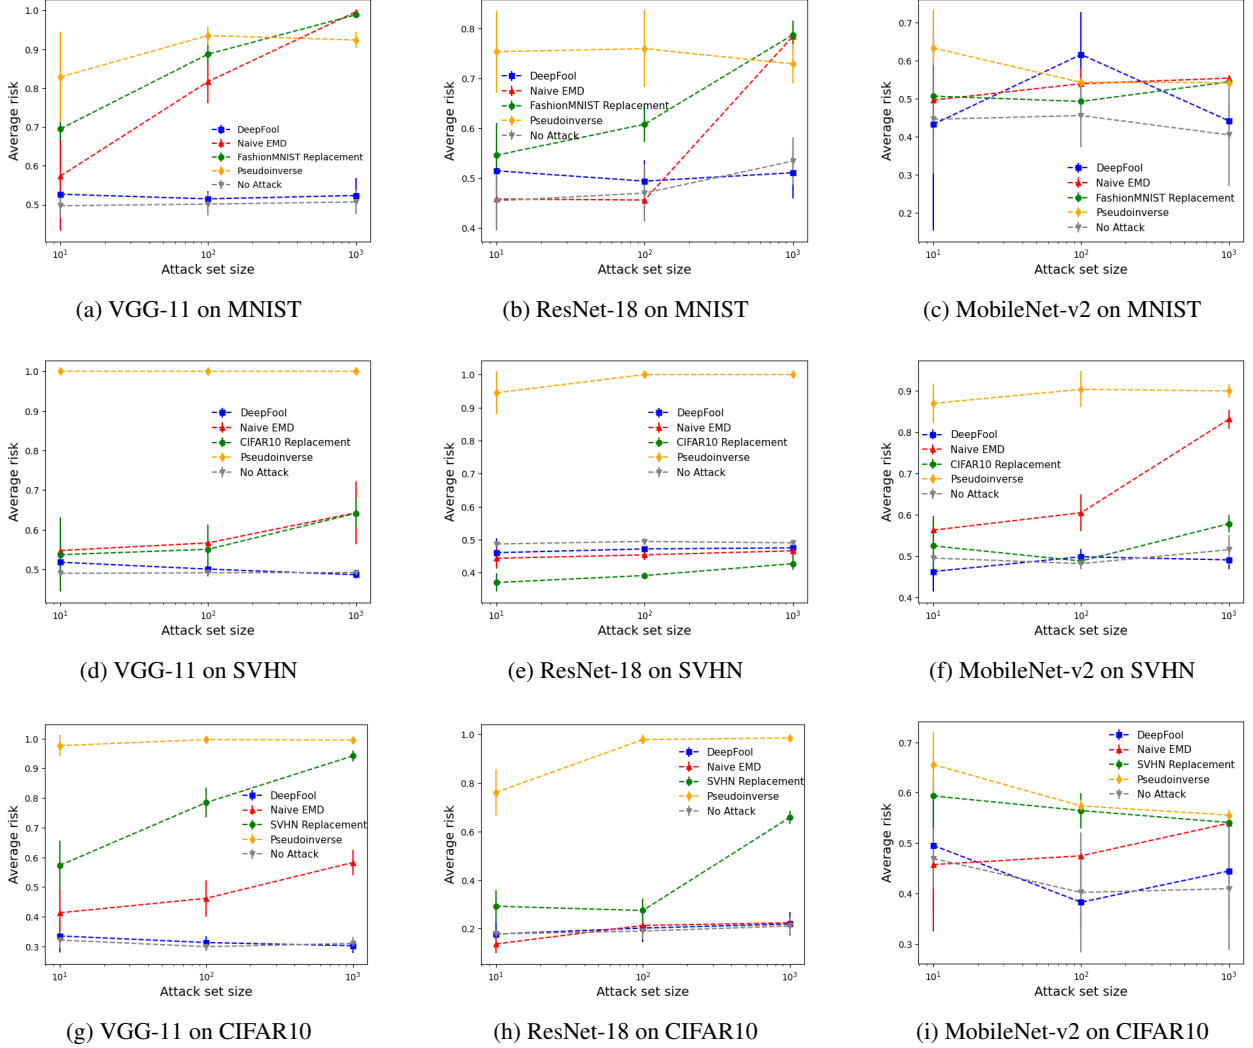 1.0
0.9
0.8
0.7
0.6
0.5
Average risk
DeepFool
Naive EMD
FashionMNIST Replacement
Pseudoinverse
No Attack
10¹
10²
10³
Attack set size
(a) VGG-11 on MNIST
0.8
0.7
0.6
0.5
0.4
Average risk
DeepFool
Naive EMD
FashionMNIST Replacement
Pseudoinverse
No Attack
10¹
10²
10³
Attack set size
(b) ResNet-18 on MNIST
0.7
0.6
0.5
0.4
0.3
0.2
Average risk
DeepFool
Naive EMD
FashionMNIST Replacement
Pseudoinverse
No Attack
10¹
10²
10³
Attack set size
(c) MobileNet-v2 on MNIST
1.0
0.9
0.8
0.7
0.6
0.5
Average risk
DeepFool
Naive EMD
CIFAR10 Replacement
Pseudoinverse
No Attack
10¹
10²
10³
Attack set size
(d) VGG-11 on SVHN
1.0
0.9
0.8
0.7
0.6
0.5
0.4
Average risk
DeepFool
Naive EMD
CIFAR10 Replacement
Pseudoinverse
No Attack
10¹
10²
10³
Attack set size
(e) ResNet-18 on SVHN
0.9
0.8
0.7
0.6
0.5
0.4
Average risk
DeepFool
Naive EMD
CIFAR10 Replacement
Pseudoinverse
No Attack
10¹
10²
10³
Attack set size
(f) MobileNet-v2 on SVHN
1.0
0.9
0.8
0.7
0.6
0.5
0.4
0.3
Average risk
DeepFool
Naive EMD
SVHN Replacement
Pseudoinverse
No Attack
10¹
10²
10³
Attack set size
(g) VGG-11 on CIFAR10
1.0
0.8
0.6
0.4
0.2
Average risk
DeepFool
Naive EMD
SVHN Replacement
Pseudoinverse
No Attack
10¹
10²
10³
Attack set size
(h) ResNet-18 on CIFAR10
0.7
0.6
0.5
0.4
0.3
Average risk
DeepFool
Naive EMD
SVHN Replacement
Pseudoinverse
No Attack
10¹
10²
10³
Attack set size
(i) MobileNet-v2 on CIFAR10